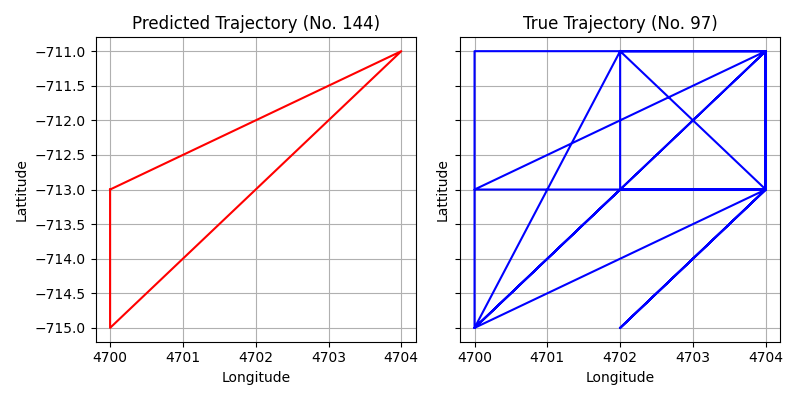 Predicted Trajectory (No. 144)
True Trajectory (No. 97)
−711.0
−711.5
−712.0
−712.5
−713.0
−713.5
−714.0
−714.5
−715.0
Lattitude
Lattitude
4700 4701 4702 4703 4704
4700 4701 4702 4703 4704
Longitude
Longitude